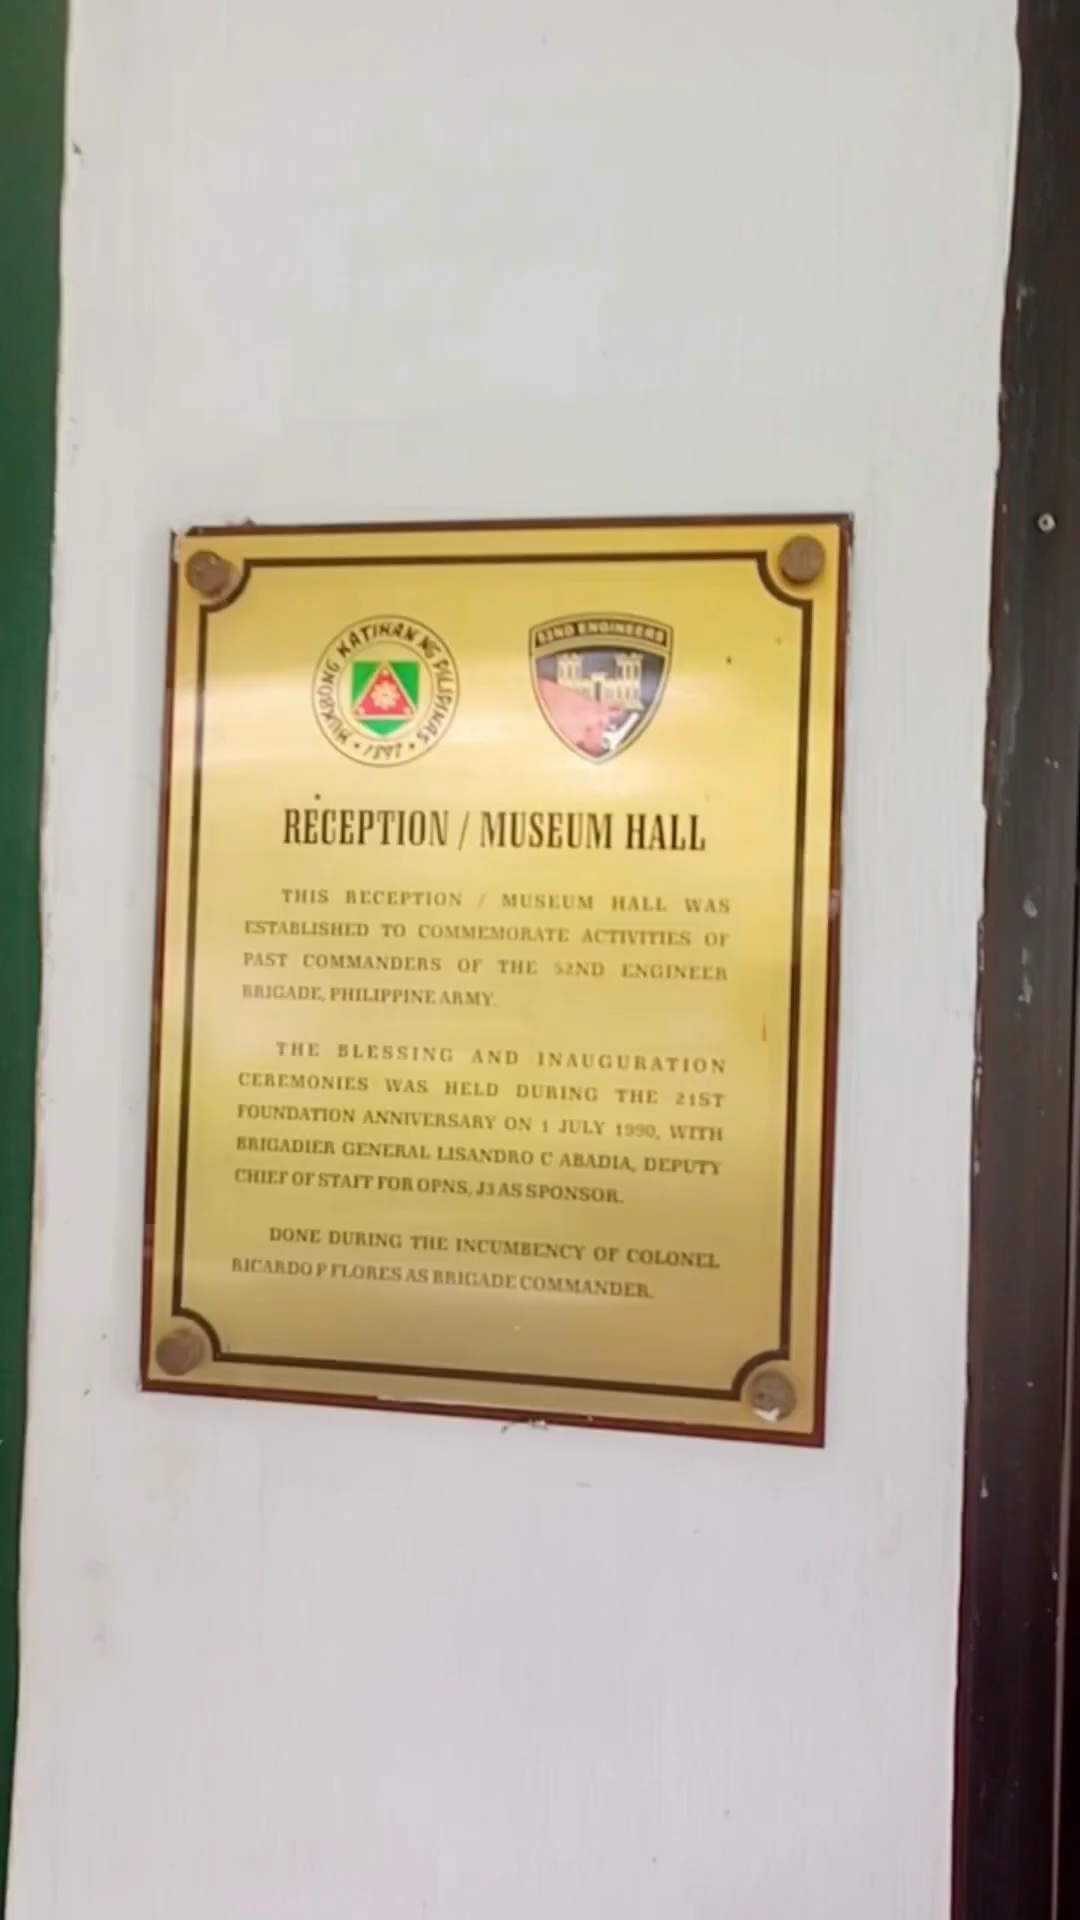 HUKBONG KATIHAN NG PILIPINAS
• 1897 •
52ND ENGINEERS
RECEPTION / MUSEUM HALL
THIS RECEPTION / MUSEUM HALL WAS
ESTABLISHED TO COMMEMORATE ACTIVITIES OF
PAST COMMANDERS OF THE 52ND ENGINEER
BRIGADE, PHILIPPINE ARMY.
THE BLESSING AND INAUGURATION
CEREMONIES WAS HELD DURING THE 21ST
FOUNDATION ANNIVERSARY ON 1 JULY 1990, WITH
BRIGADIER GENERAL LISANDRO C ABADIA, DEPUTY
CHIEF OF STAFF FOR OPNS, J3 AS SPONSOR.
DONE DURING THE INCUMBENCY OF COLONEL
RICARDO P FLORES AS BRIGADE COMMANDER.